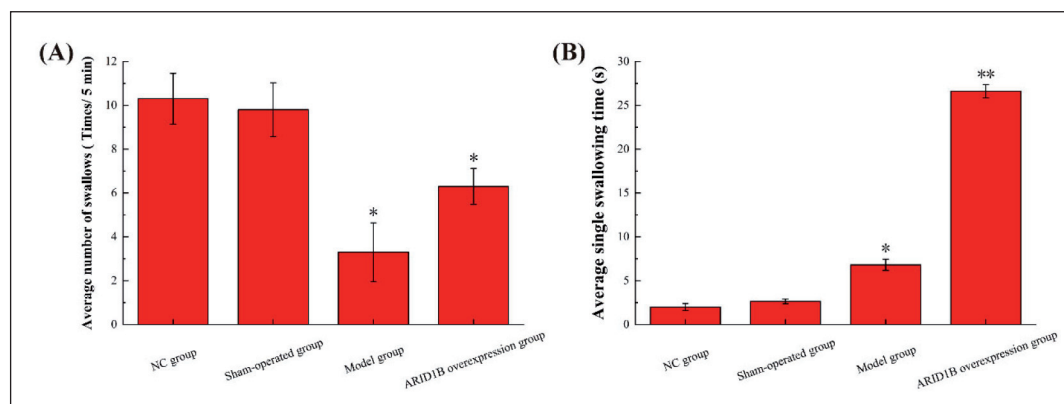 (A)
Average number of swallows ( Times/ 5 min)
12
10
8
6
4
2
0
*
*
NC group
Sham-operated group
Model group
ARID1B overexpression group
(B)
Average single swallowing time (s)
30
25
20
15
10
5
0
*
**
NC group
Sham-operated group
Model group
ARID1B overexpression group